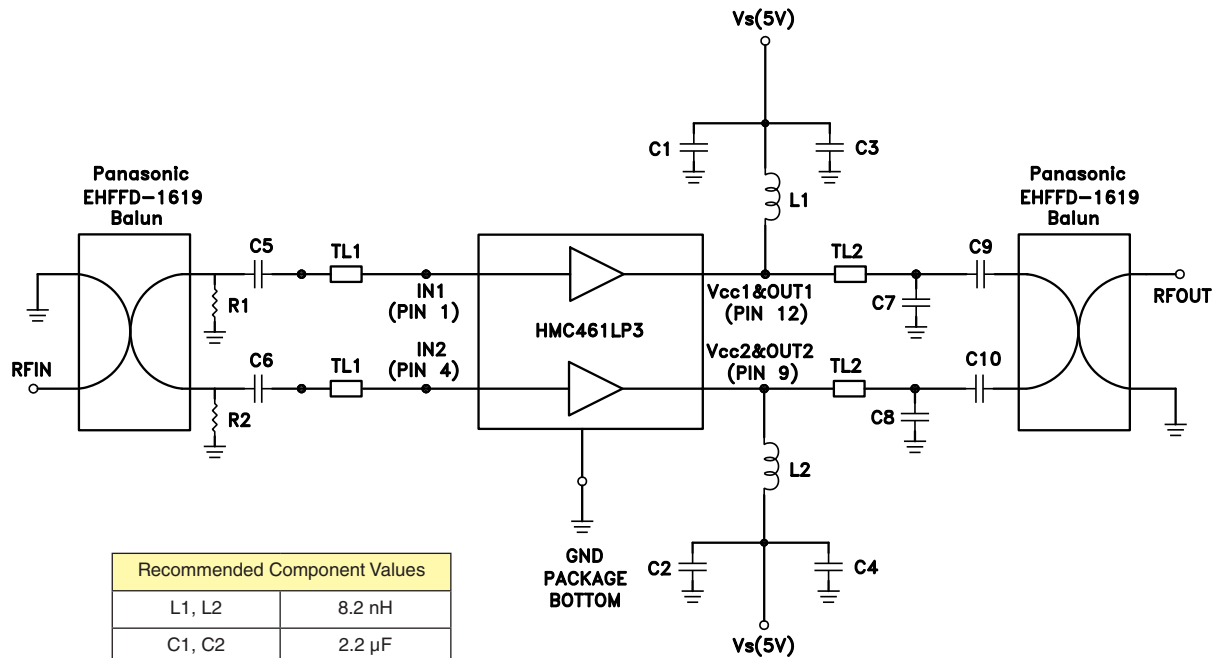 Vs(5V)
C1
C3
L1
Panasonic
EHFFD-1619
Balun
Panasonic
EHFFD-1619
Balun
C5
TL1
TL2
C9
R1
IN1
(PIN 1)
Vcc1&OUT1
(PIN 12)
C7
RFOUT
HMC461LP3
RFIN
C6
TL1
IN2
(PIN 4)
Vcc2&OUT2
(PIN 9)
TL2
C10
R2
C8
L2
GND
PACKAGE
BOTTOM
C2
C4
Vs(5V)
Recommended Component Values
L1, L2 8.2 nH
C1, C2 2.2 µF